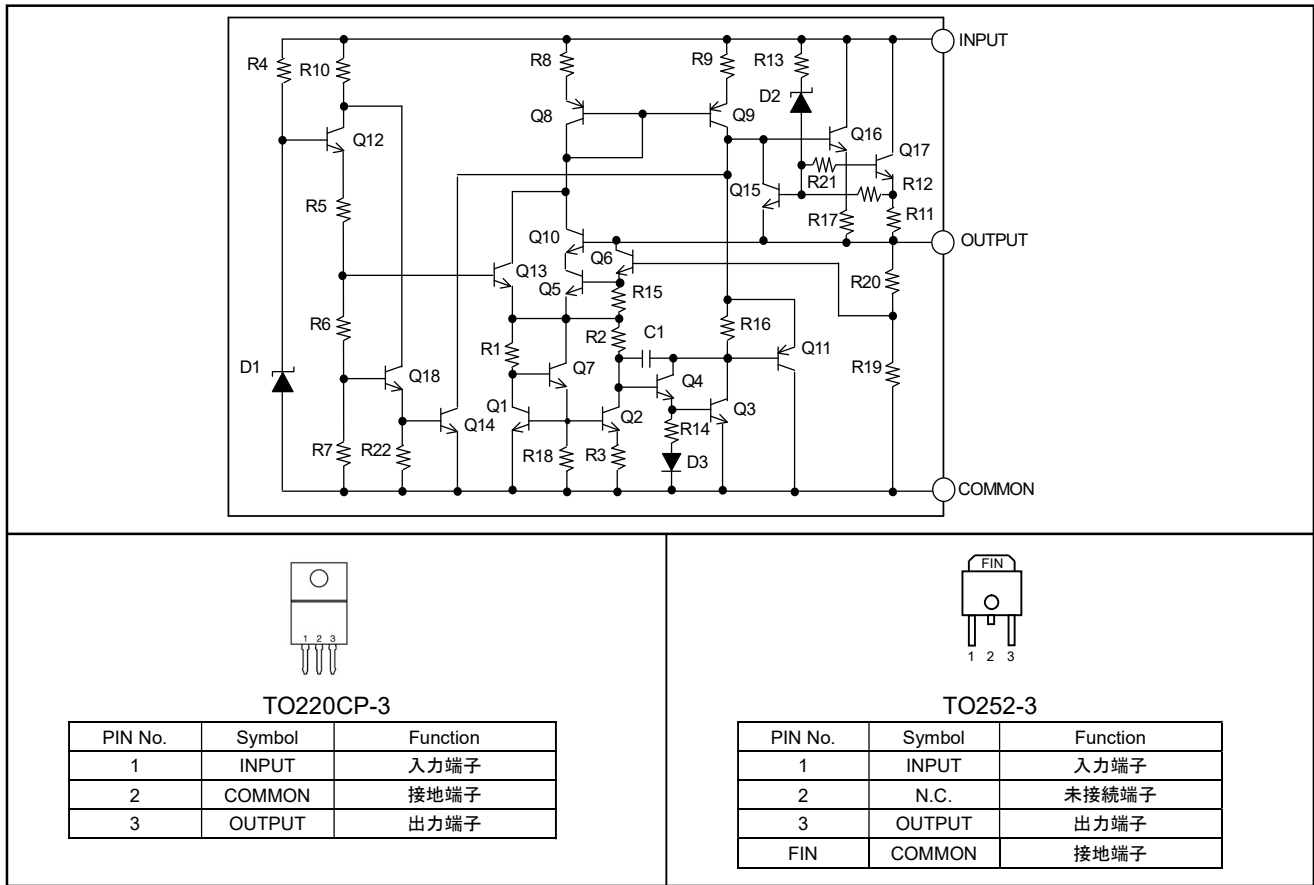 INPUT
R4
R10
R8
R9
R13
D2
Q8
Q9
Q12
Q16
Q17
R21
R12
Q15
R5
R17
R11
OUTPUT
Q10
Q6
Q13
R20
Q5
R15
R6
R2
C1
R16
R1
Q11
D1
Q7
R19
Q18
Q4
Q1
Q2
Q3
Q14
R14
R7
R22
R18
R3
D3
COMMON
1 2 3
TO220CP-3
PIN No. Symbol Function
1 INPUT 入力端子
2 COMMON 接地端子
3 OUTPUT 出力端子
FIN
1 2 3
TO252-3
PIN No. Symbol Function
1 INPUT 入力端子
2 N.C. 未接続端子
3 OUTPUT 出力端子
FIN COMMON 接地端子